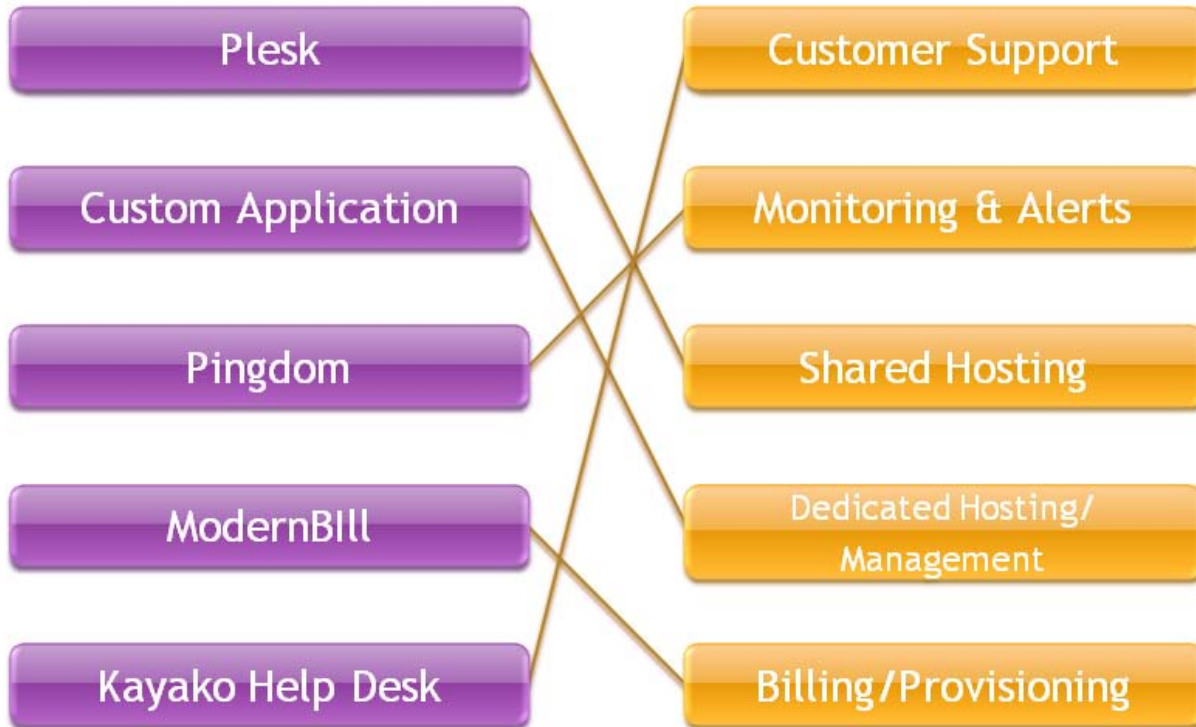 Plesk
Customer Support
Custom Application
Monitoring & Alerts
Pingdom
Shared Hosting
ModernBIll
Dedicated Hosting/
Management
Kayako Help Desk
Billing/Provisioning